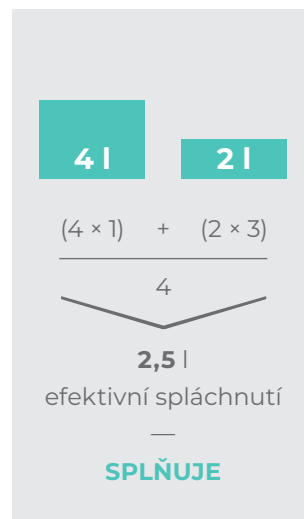 4 l 2 l
(4 × 1) + (2 × 3)
4
2,5 l
efektivní spláchnutí
—
SPLŇUJE